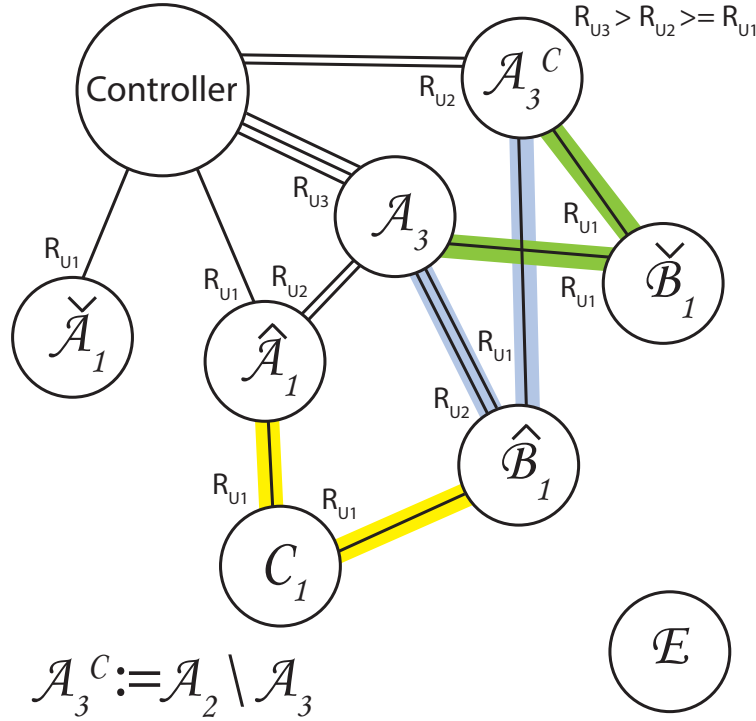 R_U3 > R_U2 >= R_U1
Controller
R_U2
𝒜_3^C
R_U3
𝒜_3
R_U1
R_U1
R_U1
R_U2
R_U1
ℬ̌_1
𝒜̌_1
𝒜̂_1
R_U1
R_U2
ℬ̂_1
R_U1
R_U1
C_1
ℰ
𝒜_3^C := 𝒜_2 \ 𝒜_3